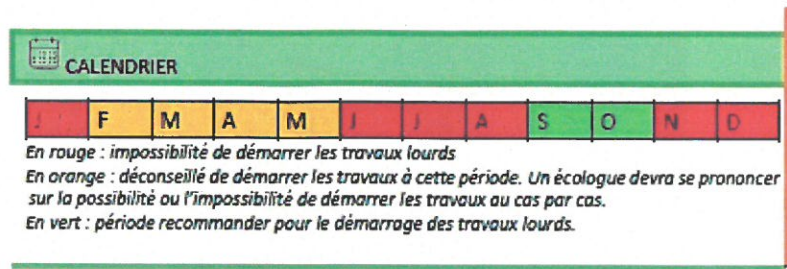 CALENDRIER
J F M A M J J A S O N D
En rouge : impossibilité de démarrer les travaux lourds
En orange : déconseillé de démarrer les travaux à cette période. Un écologue devra se prononcer
sur la possibilité ou l'impossibilité de démarrer les travaux au cas par cas.
En vert : période recommander pour le démarrage des travaux lourds.